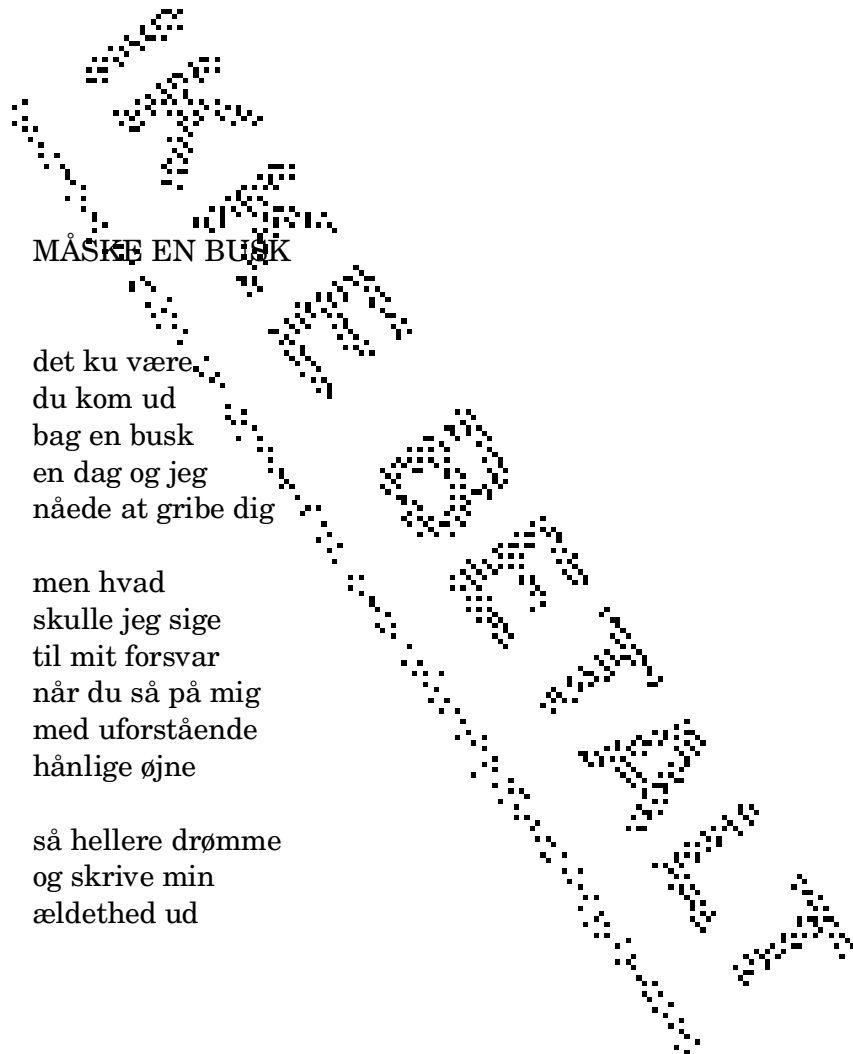 IKKE BETALT
MÅSKE EN BUSK
det ku være
du kom ud
bag en busk
en dag og jeg
nåede at gribe dig
men hvad
skulle jeg sige
til mit forsvar
når du så på mig
med uforstående
hånlige øjne
så hellere drømme
og skrive min
ældethed ud